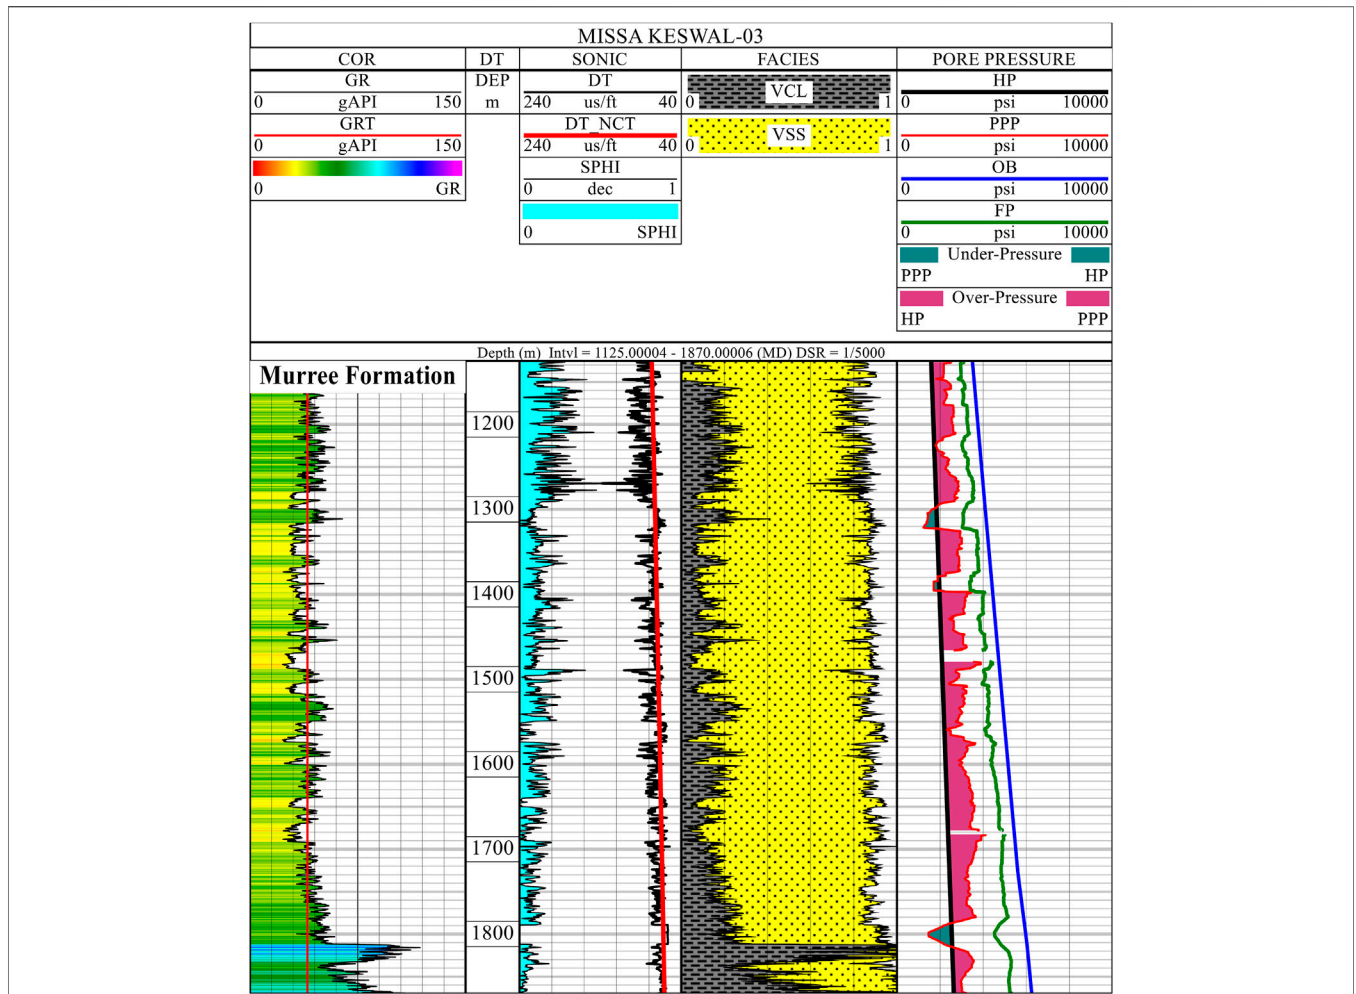 MISSA KESWAL-03
COR DT SONIC FACIES PORE PRESSURE
GR DEP DT VCL HP
0 gAPI 150 m 240 us/ft 40 0 1 0 psi 10000
GRT DT_NCT VSS PPP
0 gAPI 150 240 us/ft 40 0 1 0 psi 10000
SPHI OB
0 GR 0 dec 1 0 psi 10000
FP
0 SPHI 0 psi 10000
Under-Pressure
PPP HP
Over-Pressure
HP PPP
Depth (m) Intvl = 1125.00004 - 1870.00006 (MD) DSR = 1/5000
Murree Formation
1200
1300
1400
1500
1600
1700
1800